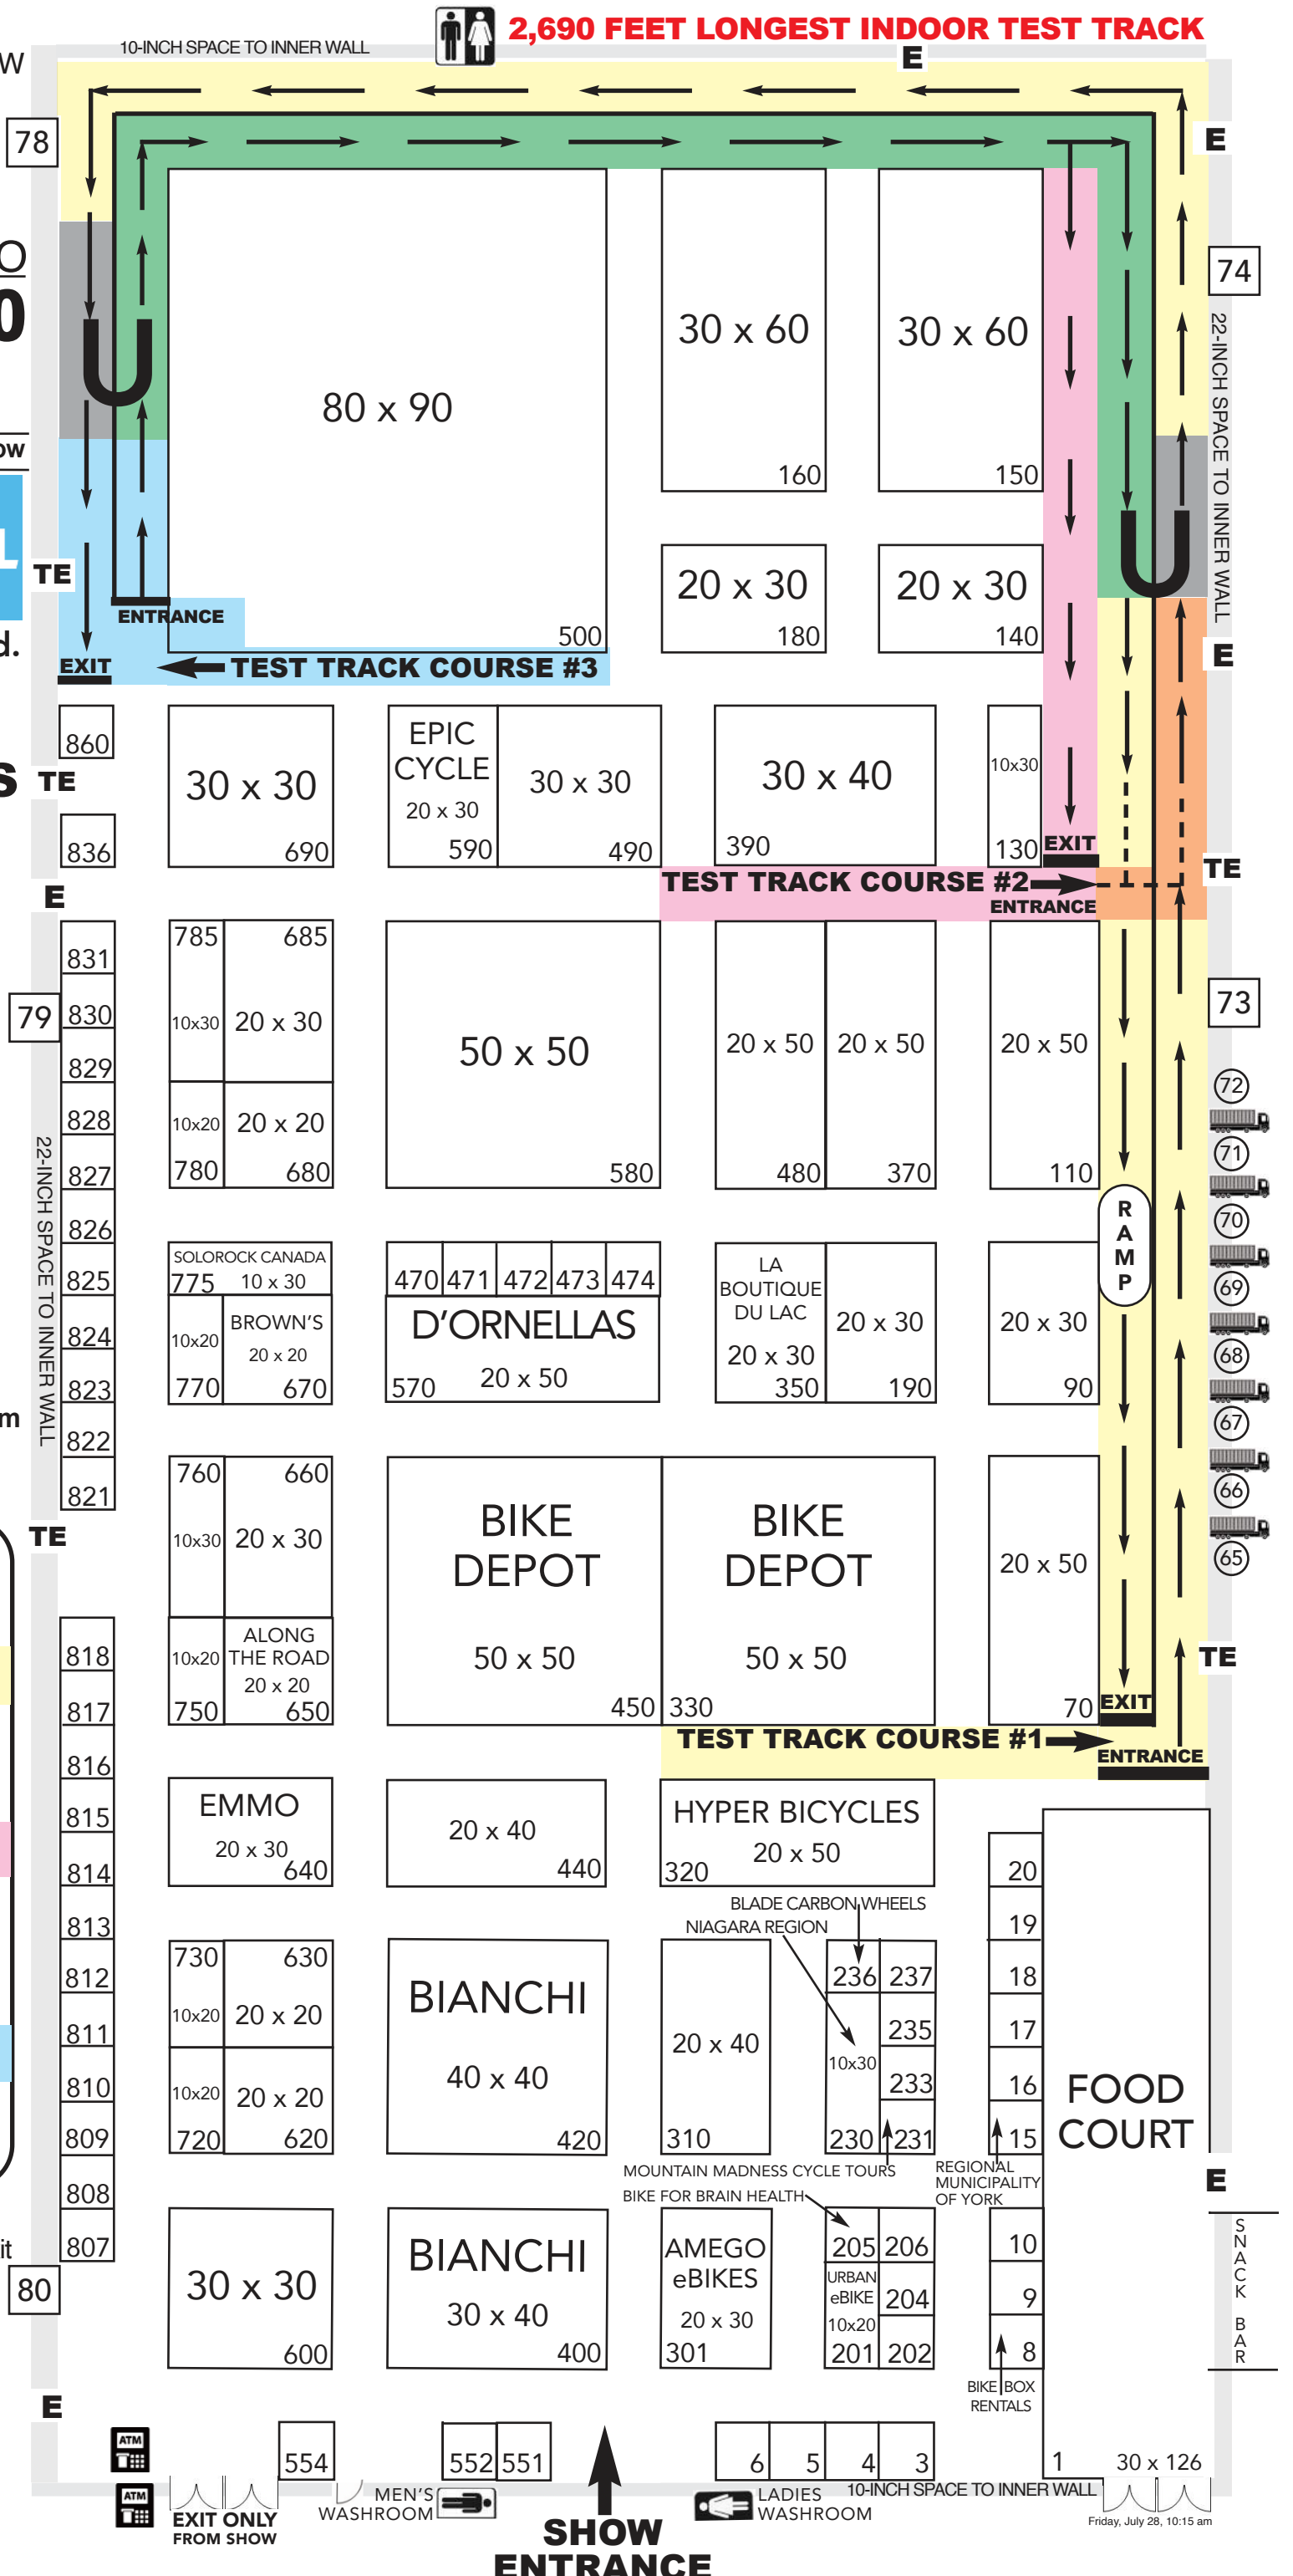 2,690 FEET LONGEST INDOOR TEST TRACK
10-INCH SPACE TO INNER WALL
W
E
78
E
O
74
0
22-INCH SPACE TO INNER WALL
80 x 90
500
30 x 60
160
30 x 60
150
OW
L
TE
20 x 30
180
20 x 30
140
ENTRANCE
d.
EXIT
TEST TRACK COURSE #3
E
860
S
TE
836
30 x 30
690
EPIC
CYCLE
20 x 30
590
30 x 30
490
30 x 40
390
10x30
130
EXIT
TEST TRACK COURSE #2
ENTRANCE
TE
E
831
830
829
828
827
826
825
824
823
822
821
79
22-INCH SPACE TO INNER WALL
785
10x30
685
20 x 30
10x20
780
20 x 20
680
50 x 50
580
20 x 50
480
20 x 50
370
20 x 50
110
73
72
71
70
69
68
67
66
65
RAMP
SOLOROCK CANADA
775 10 x 30
10x20
770
BROWN'S
20 x 20
670
470 471 472 473 474
D'ORNELLAS
570 20 x 50
LA
BOUTIQUE
DU LAC
20 x 30
350
20 x 30
190
20 x 30
90
m
TE
760
10x30
660
20 x 30
10x20
750
ALONG
THE ROAD
20 x 20
650
BIKE
DEPOT
50 x 50
450
BIKE
DEPOT
50 x 50
330
20 x 50
70
EXIT
TE
TEST TRACK COURSE #1
ENTRANCE
818
817
816
815
814
813
812
811
810
809
808
807
EMMO
20 x 30
640
20 x 40
440
HYPER BICYCLES
320 20 x 50
BLADE CARBON WHEELS
NIAGARA REGION
730
10x20
630
20 x 20
10x20
720
20 x 20
620
BIANCHI
40 x 40
420
20 x 40
310
236 237
235
10x30
233
230 231
20
19
18
17
16
15
FOOD
COURT
MOUNTAIN MADNESS CYCLE TOURS
REGIONAL
MUNICIPALITY
OF YORK
E
BIKE FOR BRAIN HEALTH
it
80
30 x 30
600
BIANCHI
30 x 40
400
AMEGO
eBIKES
20 x 30
301
205 206
URBAN
eBIKE
10x20
201
204
202
10
9
8
SNACK BAR
BIKE BOX
RENTALS
E
ATM
554
552 551
6 5 4 3
1 30 x 126
10-INCH SPACE TO INNER WALL
ATM
EXIT ONLY
FROM SHOW
MEN'S
WASHROOM
LADIES
WASHROOM
Friday, July 28, 10:15 am
SHOW
ENTRANCE